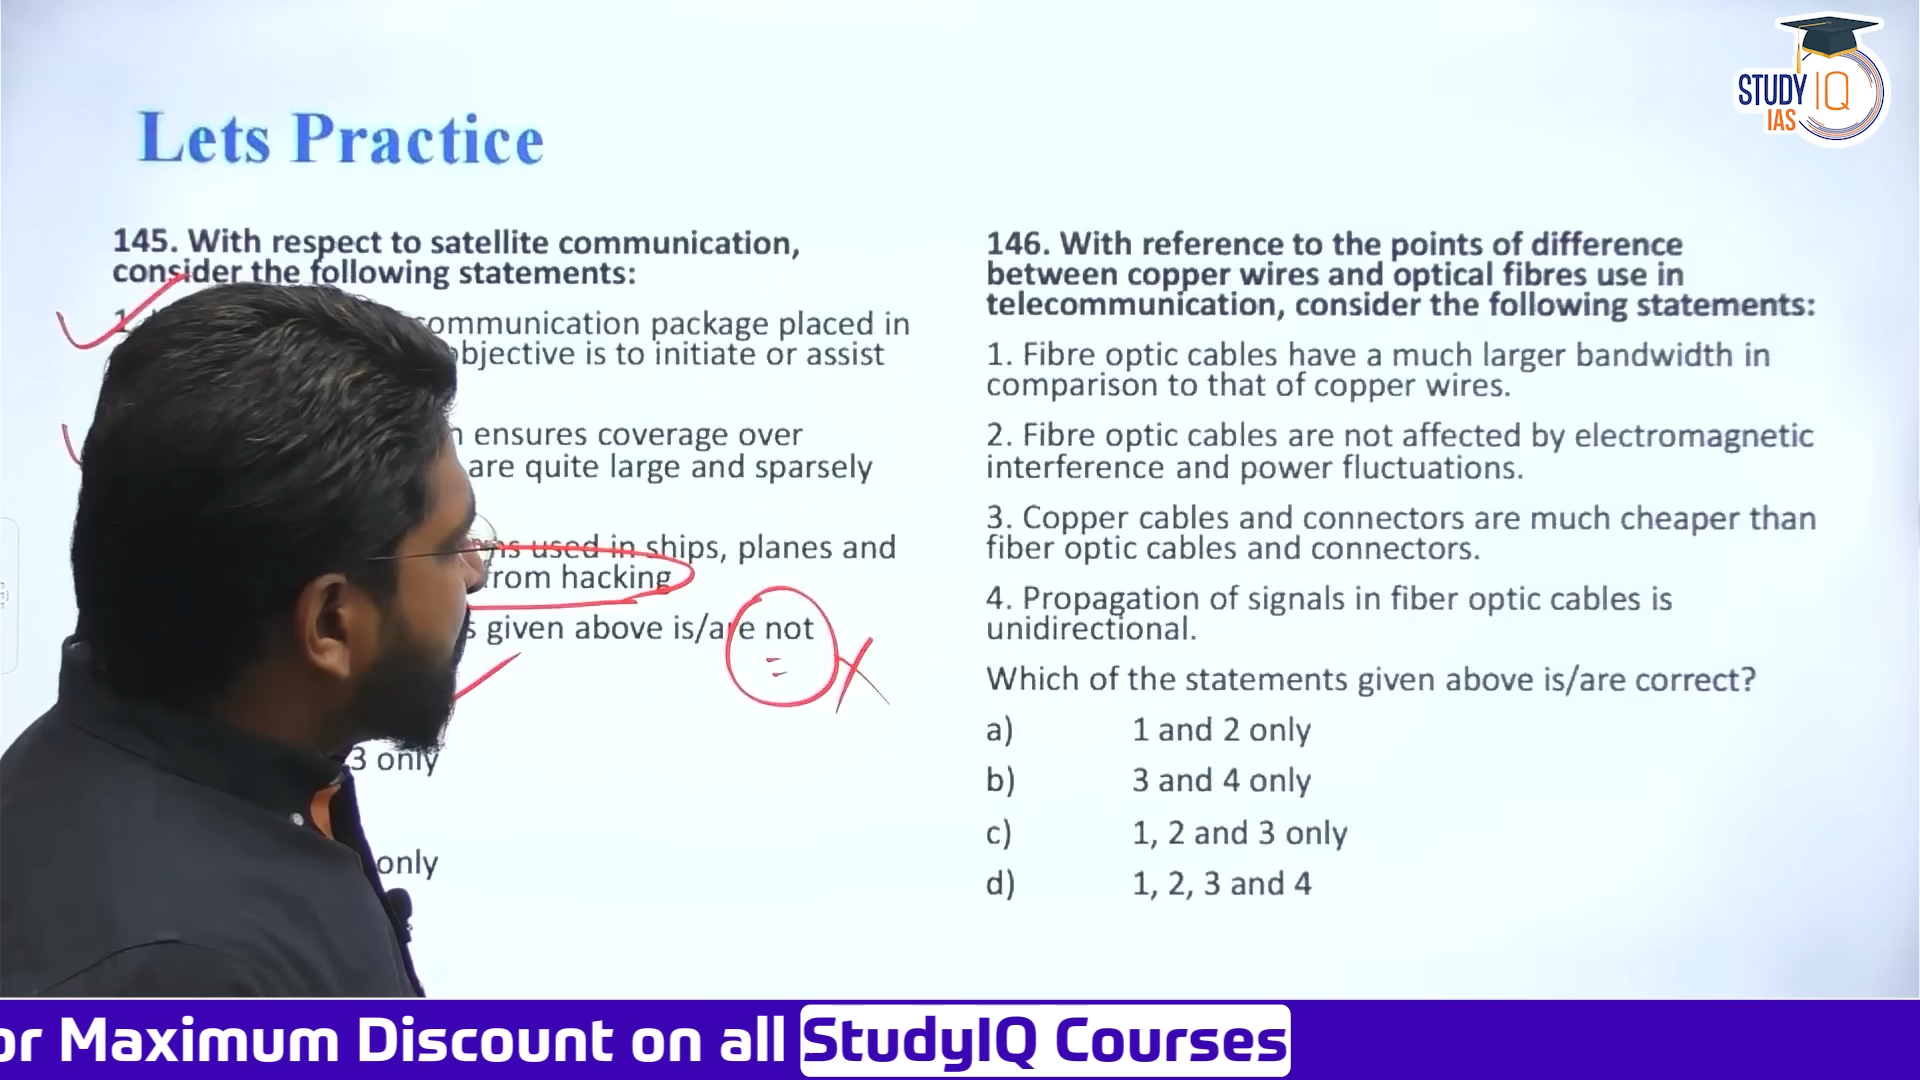 STUDY IQ
IAS
Lets Practice
145. With respect to satellite communication,
consider the following statements:
communication package placed in
objective is to initiate or assist
ensures coverage over
are quite large and sparsely
used in ships, planes and
from hacking
given above is/are not
3 only
only
146. With reference to the points of difference
between copper wires and optical fibres use in
telecommunication, consider the following statements:
1. Fibre optic cables have a much larger bandwidth in
comparison to that of copper wires.
2. Fibre optic cables are not affected by electromagnetic
interference and power fluctuations.
3. Copper cables and connectors are much cheaper than
fiber optic cables and connectors.
4. Propagation of signals in fiber optic cables is
unidirectional.
Which of the statements given above is/are correct?
a) 1 and 2 only
b) 3 and 4 only
c) 1, 2 and 3 only
d) 1, 2, 3 and 4
or Maximum Discount on all StudyIQ Courses